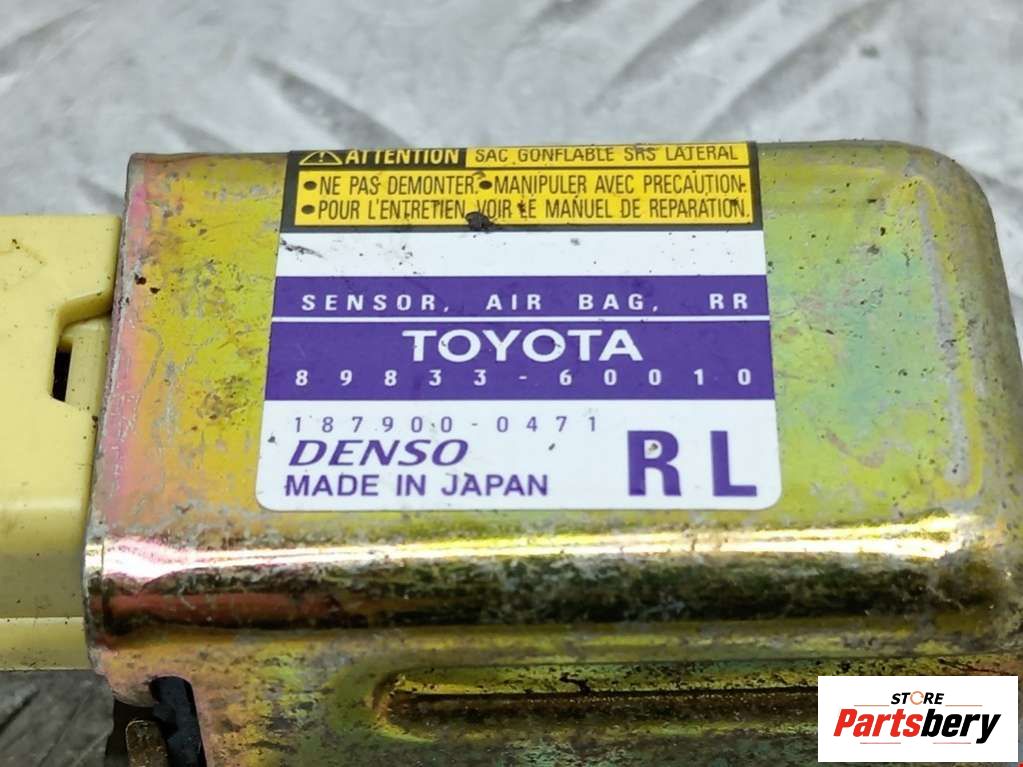 ATTENTION SAC GONFLABLE SRS LATERAL
•NE PAS DEMONTER.•MANIPULER AVEC PRECAUTION.
•POUR L'ENTRETIEN, VOIR LE MANUEL DE REPARATION.
SENSOR, AIR BAG, RR
TOYOTA
89833-60010
187900-0471
DENSO
MADE IN JAPAN
RL
STORE
Partsbery